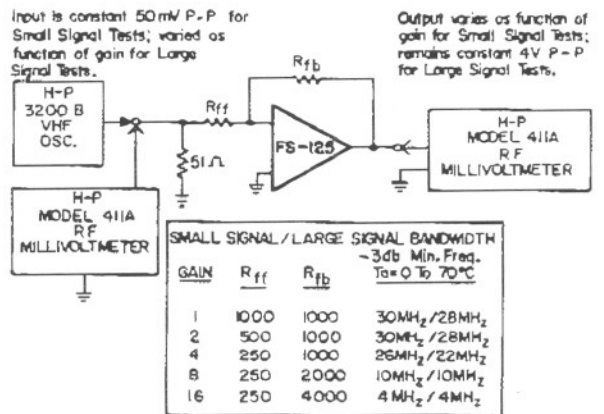 Input is constant 50mV P-P for
Small Signal Tests; varied as
function of gain for Large
Signal Tests.
Output varies as function of
gain for Small Signal Tests;
remains constant 4V P-P
for Large Signal Tests.
H-P
3200 B
VHF
OSC.
Rff
Rfb
51Ω
FS-125
H-P
MODEL 411A
RF
MILLIVOLTMETER
H-P
MODEL 411A
RF
MILLIVOLTMETER
SMALL SIGNAL/LARGE SIGNAL BANDWIDTH
-3db Min. Freq.
Ta=0 To 70°C
GAIN Rff Rfb
1 1000 1000 30MHz/28MHz
2 500 1000 30MHz/28MHz
4 250 1000 26MHz/22MHz
8 250 2000 10MHz/10MHz
16 250 4000 4MHz/4MHz